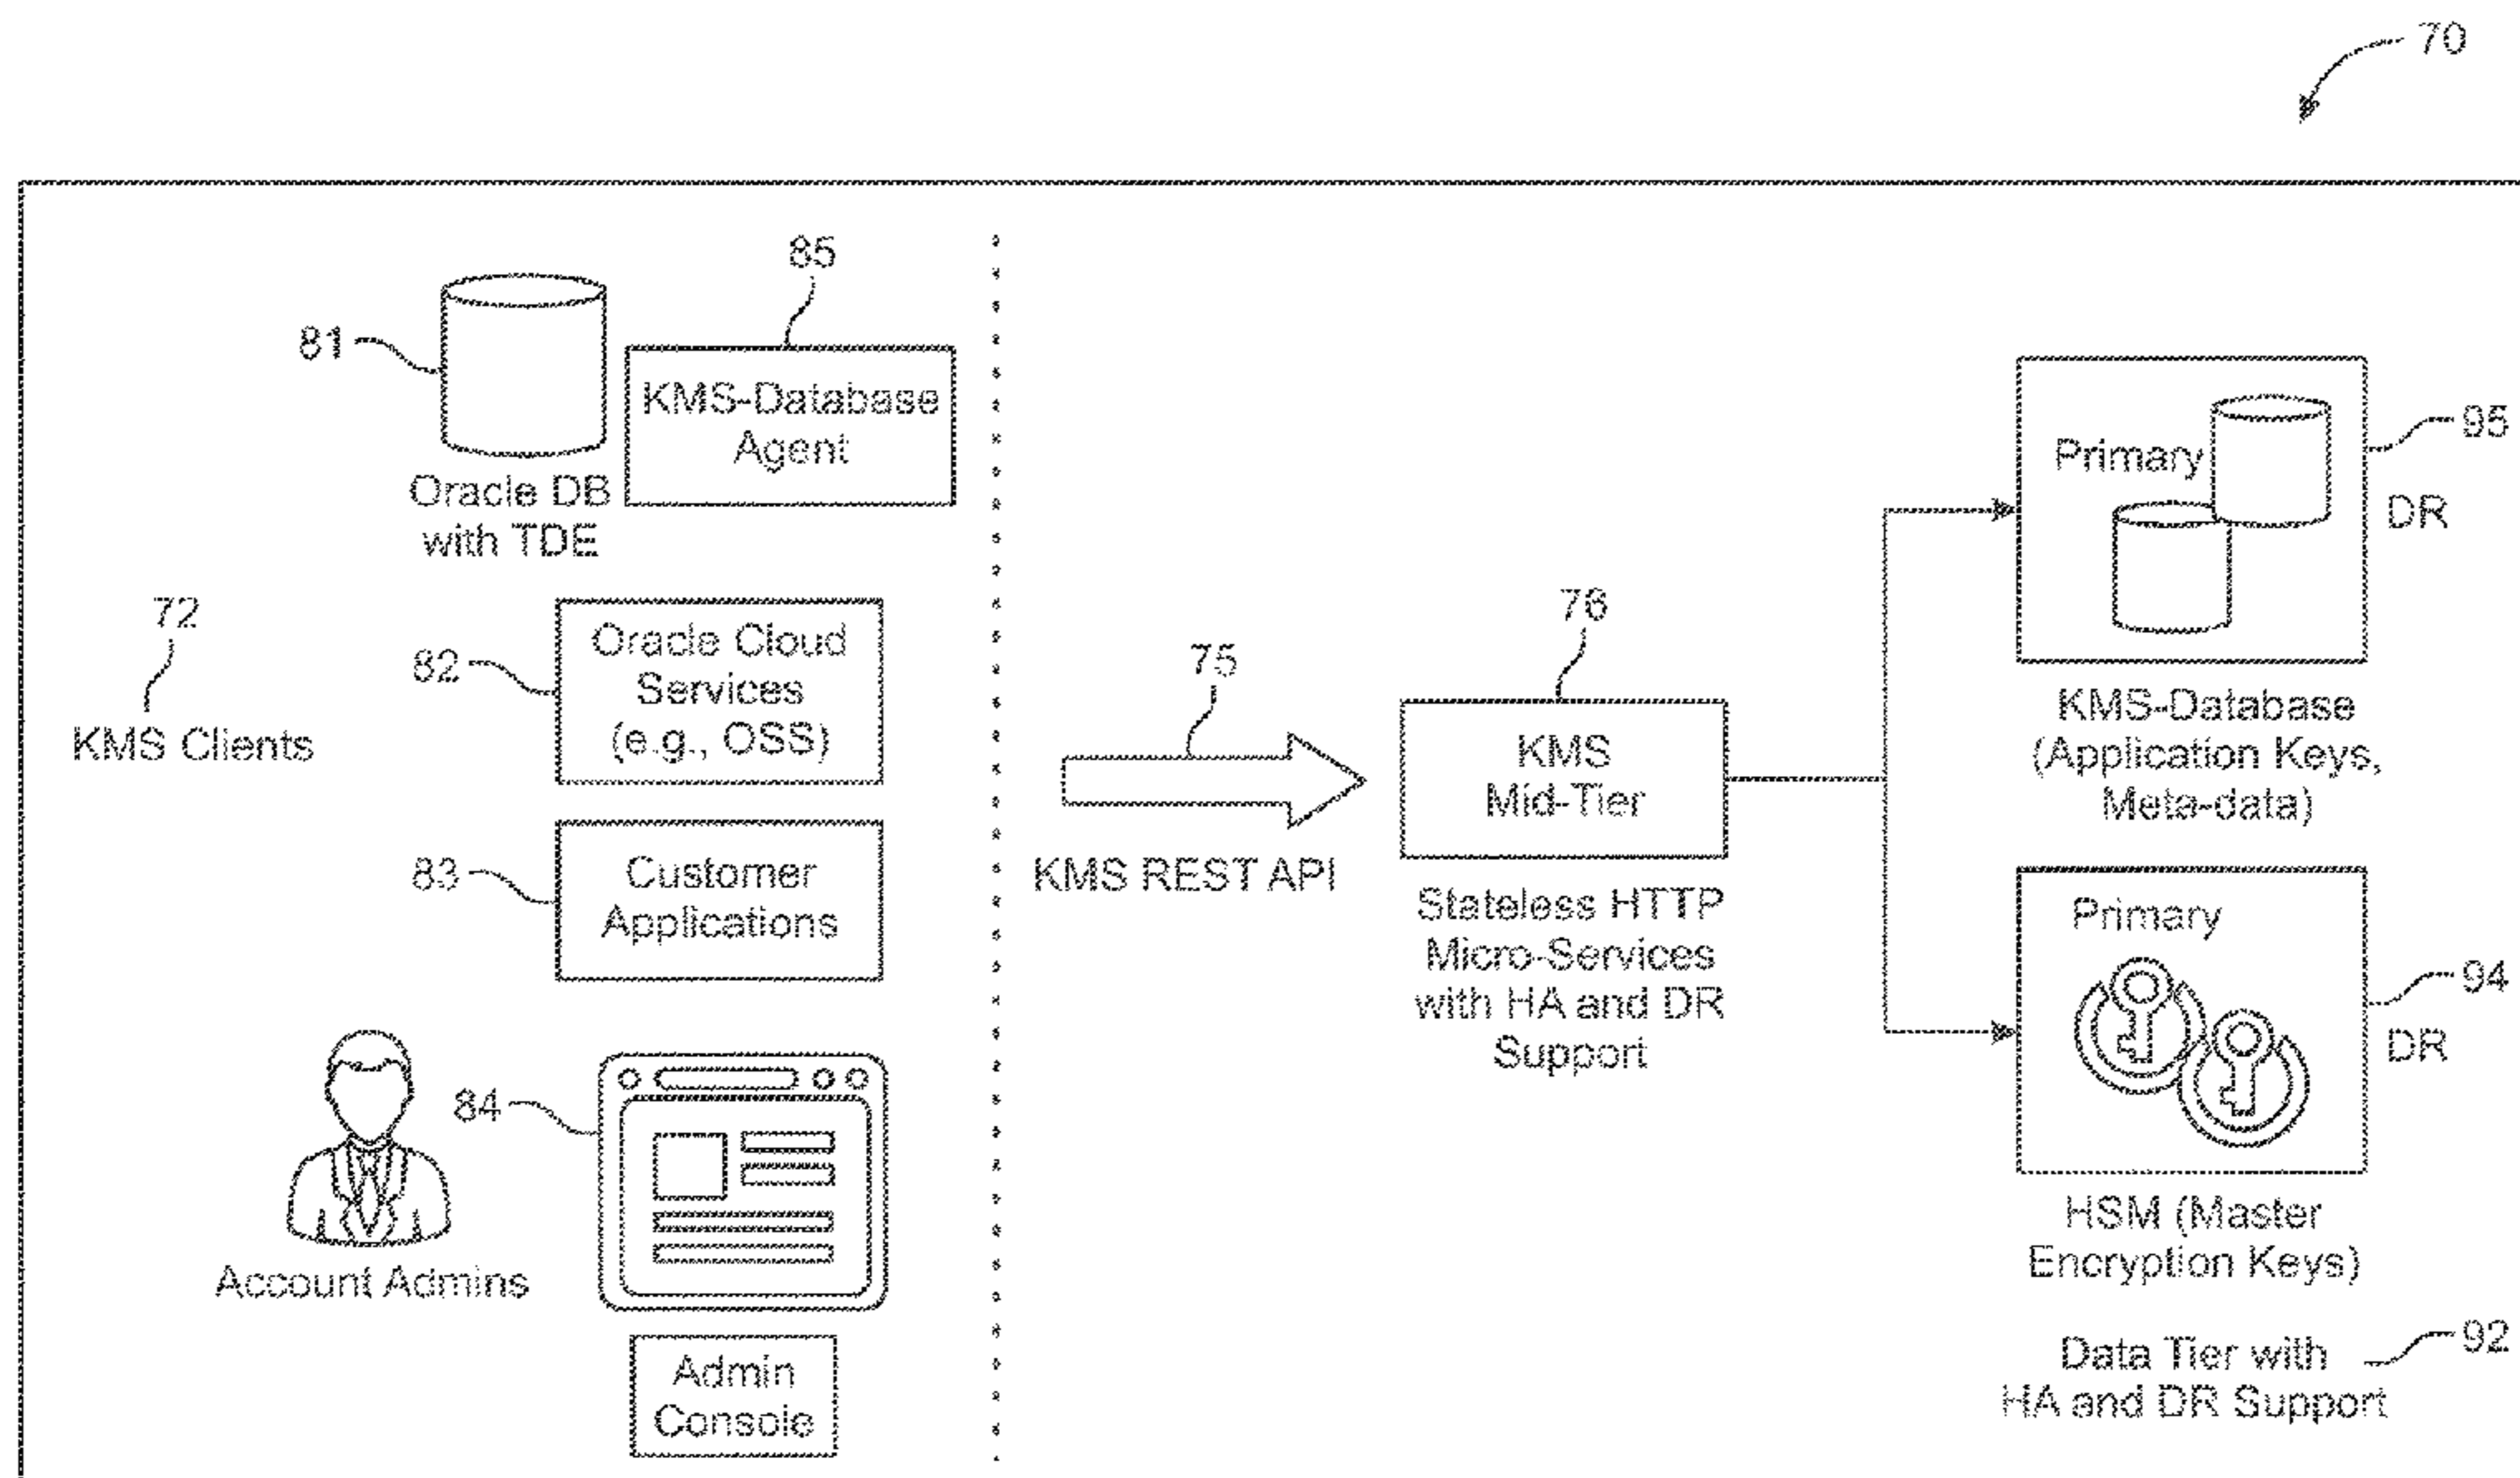 70
85
81
KMS-Database
Agent
Oracle DB
with TDE
72
KMS Clients
82
Oracle Cloud
Services
(e.g., OSS)
83
Customer
Applications
84
Account Admins
Admin
Console
75
KMS REST API
76
KMS
Mid-Tier
Stateless HTTP
Micro-Services
with HA and DR
Support
95
Primary
DR
KMS-Database
(Application Keys,
Meta-data)
Primary
94
DR
HSM (Master
Encryption Keys)
92
Data Tier with
HA and DR Support